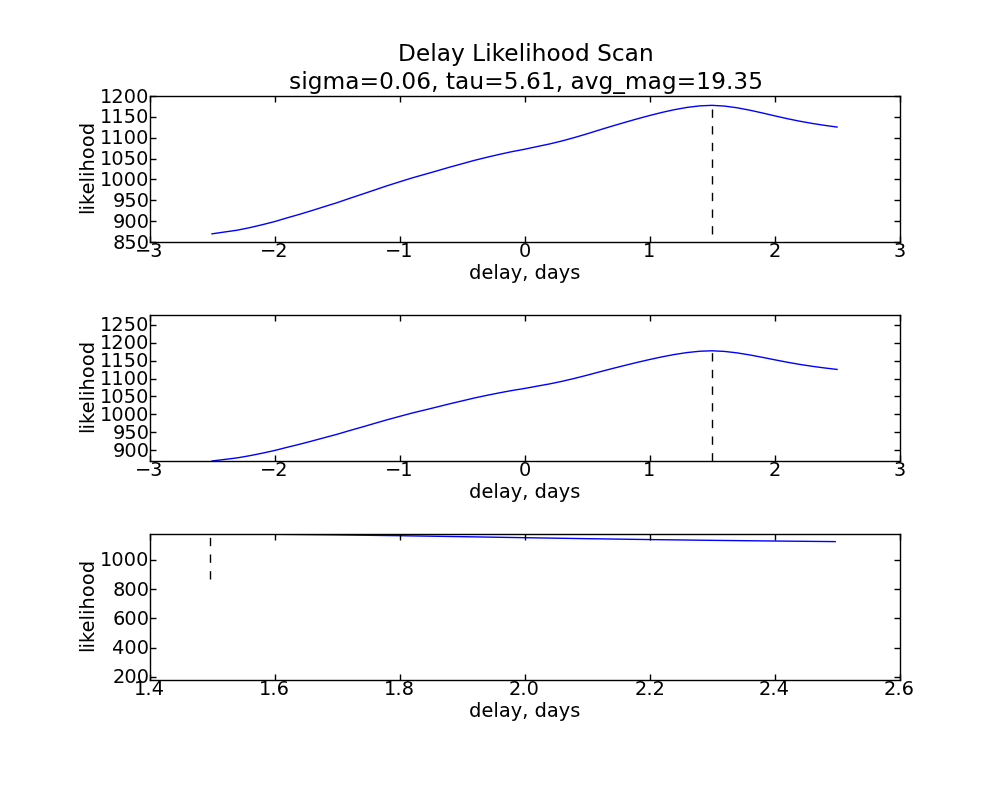 Delay Likelihood Scan
sigma=0.06, tau=5.61, avg_mag=19.35
1200
1150
1100
1050
1000
950
900
850
likelihood
−3 −2 −1 0 1 2 3
delay, days
1250
1200
1150
1100
1050
1000
950
900
likelihood
−3 −2 −1 0 1 2 3
delay, days
1000
800
600
400
200
likelihood
1.4 1.6 1.8 2.0 2.2 2.4 2.6
delay, days